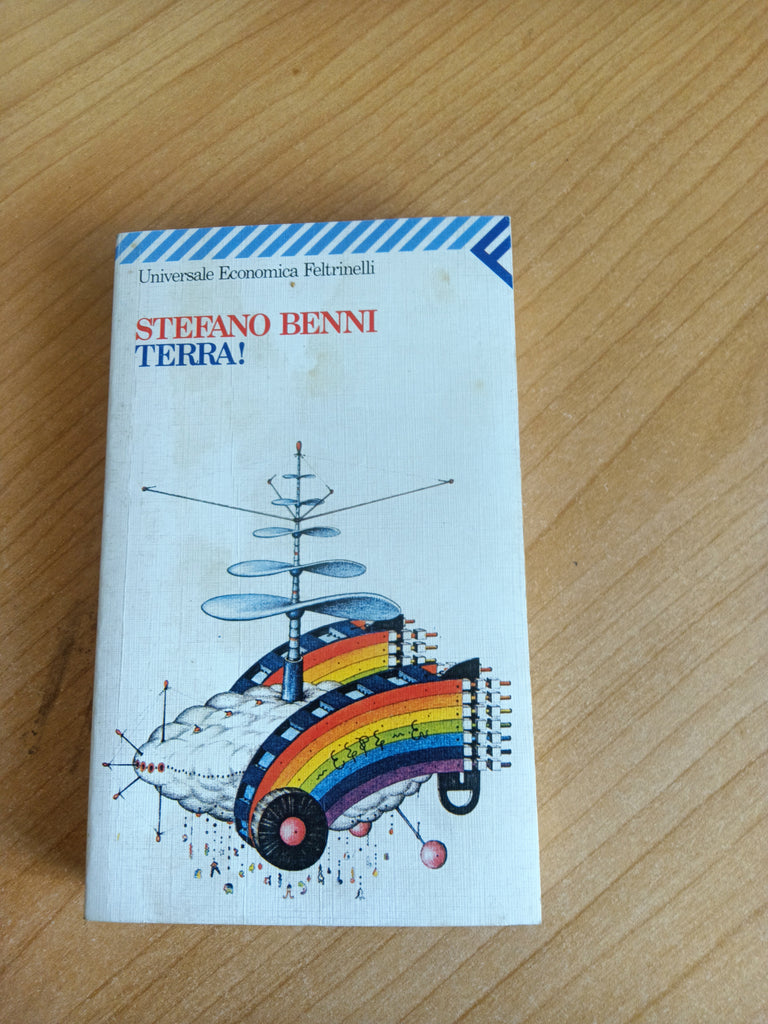 Universale Economica Feltrinelli
STEFANO BENNI
TERRA!